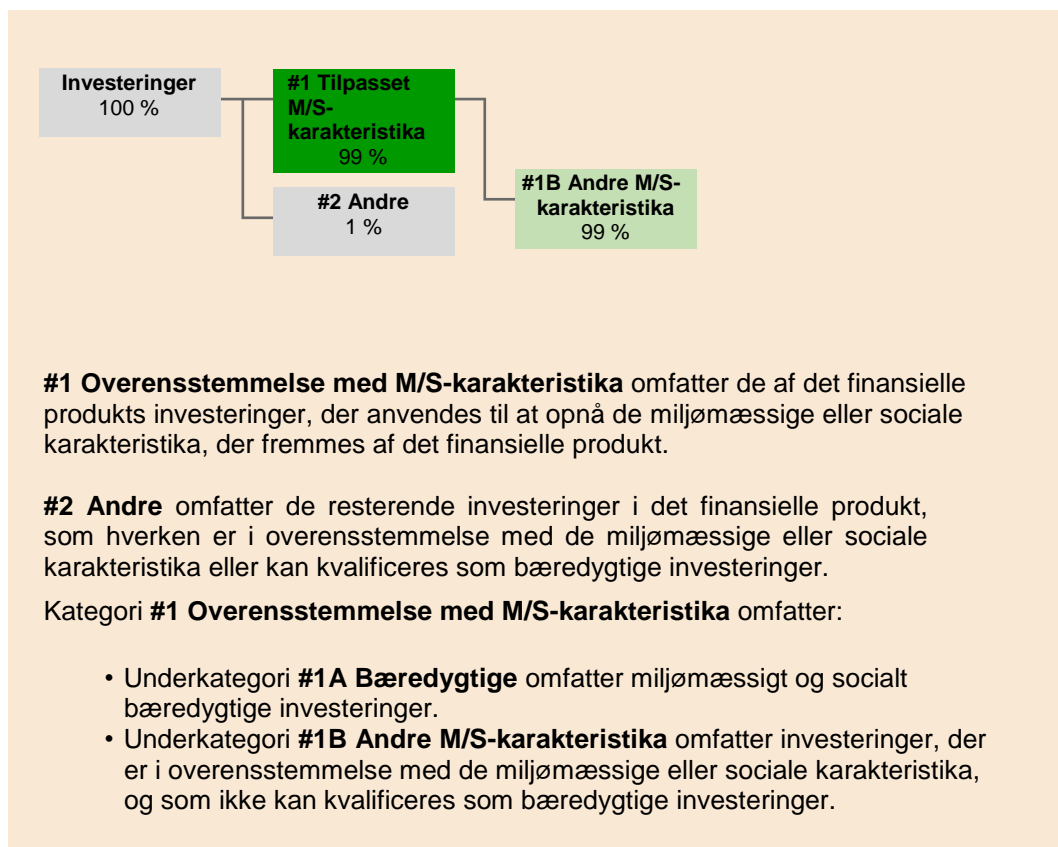 Investeringer
100 %
#1 Tilpasset
M/S-
karakteristika
99 %
#2 Andre
1 %
#1B Andre M/S-
karakteristika
99 %
#1 Overensstemmelse med M/S-karakteristika omfatter de af det finansielle
produkts investeringer, der anvendes til at opnå de miljømæssige eller sociale
karakteristika, der fremmes af det finansielle produkt.
#2 Andre omfatter de resterende investeringer i det finansielle produkt,
som hverken er i overensstemmelse med de miljømæssige eller sociale
karakteristika eller kan kvalificeres som bæredygtige investeringer.
Kategori #1 Overensstemmelse med M/S-karakteristika omfatter:
• Underkategori #1A Bæredygtige omfatter miljømæssigt og socialt
bæredygtige investeringer.
• Underkategori #1B Andre M/S-karakteristika omfatter investeringer, der
er i overensstemmelse med de miljømæssige eller sociale karakteristika,
og som ikke kan kvalificeres som bæredygtige investeringer.